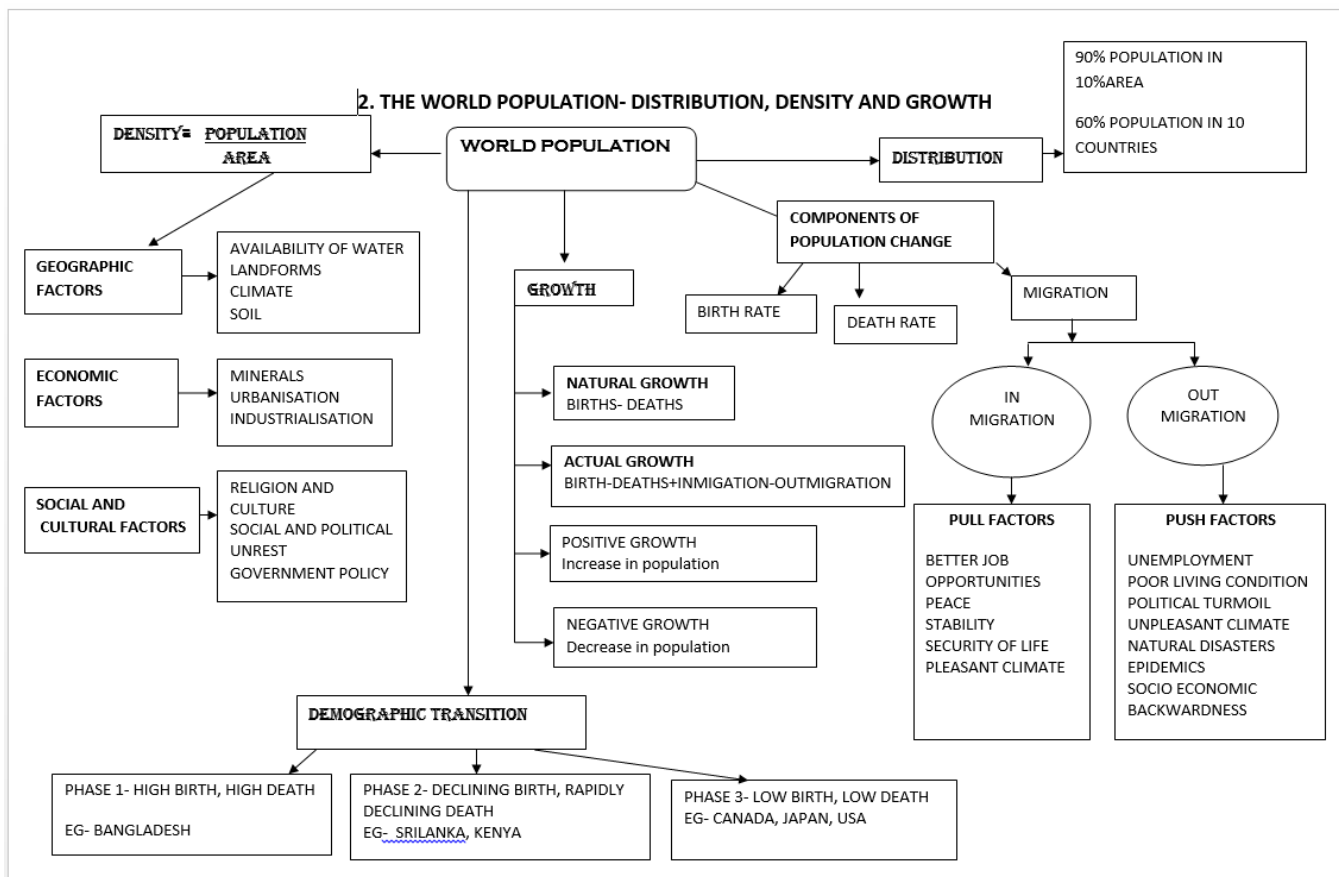 2. THE WORLD POPULATION- DISTRIBUTION, DENSITY AND GROWTH
DENSITY= POPULATION
AREA
WORLD POPULATION
DISTRIBUTION
90% POPULATION IN
10%AREA
60% POPULATION IN 10
COUNTRIES
GEOGRAPHIC
FACTORS
AVAILABILITY OF WATER
LANDFORMS
CLIMATE
SOIL
ECONOMIC
FACTORS
MINERALS
URBANISATION
INDUSTRIALISATION
SOCIAL AND
CULTURAL FACTORS
RELIGION AND
CULTURE
SOCIAL AND POLITICAL
UNREST
GOVERNMENT POLICY
GROWTH
NATURAL GROWTH
BIRTHS- DEATHS
ACTUAL GROWTH
BIRTH-DEATHS+INMIGATION-OUTMIGRATION
POSITIVE GROWTH
Increase in population
NEGATIVE GROWTH
Decrease in population
COMPONENTS OF
POPULATION CHANGE
BIRTH RATE
DEATH RATE
MIGRATION
IN
MIGRATION
OUT
MIGRATION
PULL FACTORS
BETTER JOB
OPPORTUNITIES
PEACE
STABILITY
SECURITY OF LIFE
PLEASANT CLIMATE
PUSH FACTORS
UNEMPLOYMENT
POOR LIVING CONDITION
POLITICAL TURMOIL
UNPLEASANT CLIMATE
NATURAL DISASTERS
EPIDEMICS
SOCIO ECONOMIC
BACKWARDNESS
DEMOGRAPHIC TRANSITION
PHASE 1- HIGH BIRTH, HIGH DEATH
EG- BANGLADESH
PHASE 2- DECLINING BIRTH, RAPIDLY
DECLINING DEATH
EG- SRILANKA, KENYA
PHASE 3- LOW BIRTH, LOW DEATH
EG- CANADA, JAPAN, USA